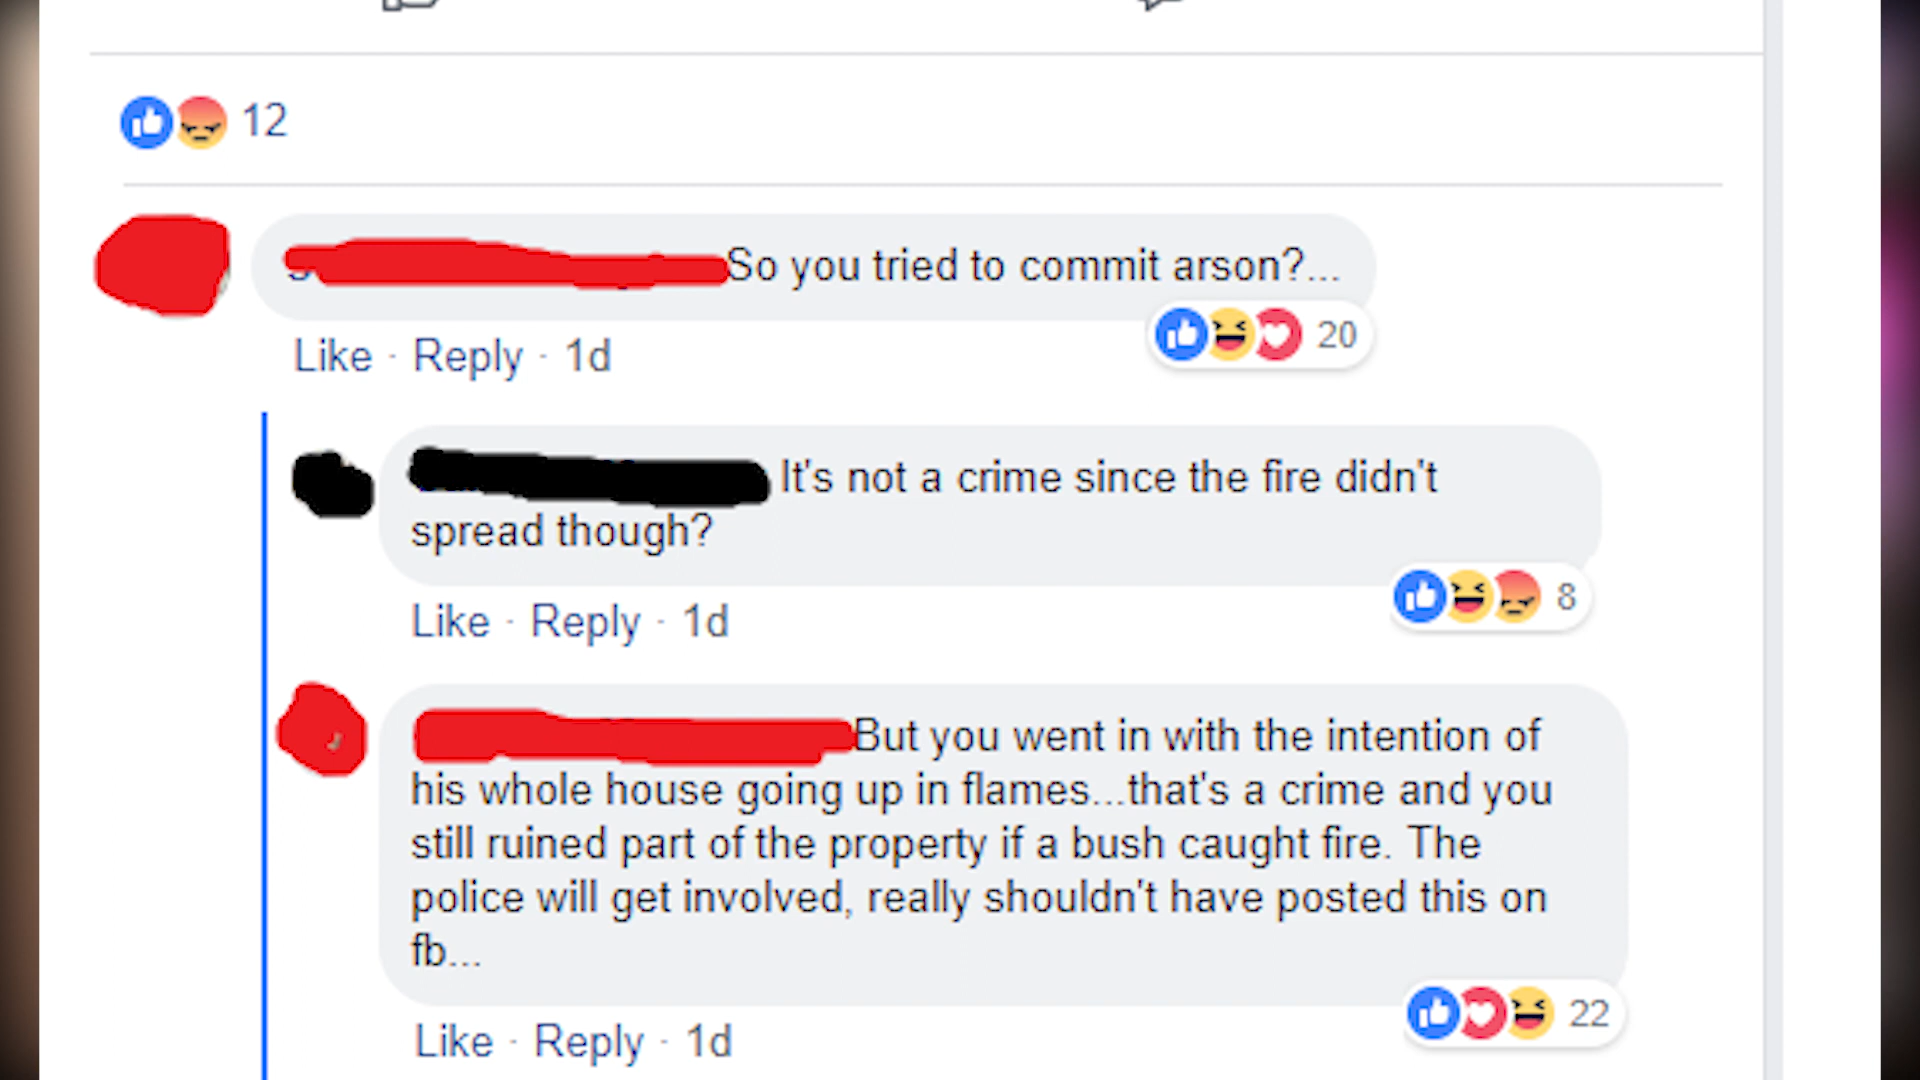 12
So you tried to commit arson?...
20
Like · Reply · 1d
It's not a crime since the fire didn't
spread though?
8
Like · Reply · 1d
But you went in with the intention of
his whole house going up in flames...that's a crime and you
still ruined part of the property if a bush caught fire. The
police will get involved, really shouldn't have posted this on
fb...
22
Like · Reply · 1d